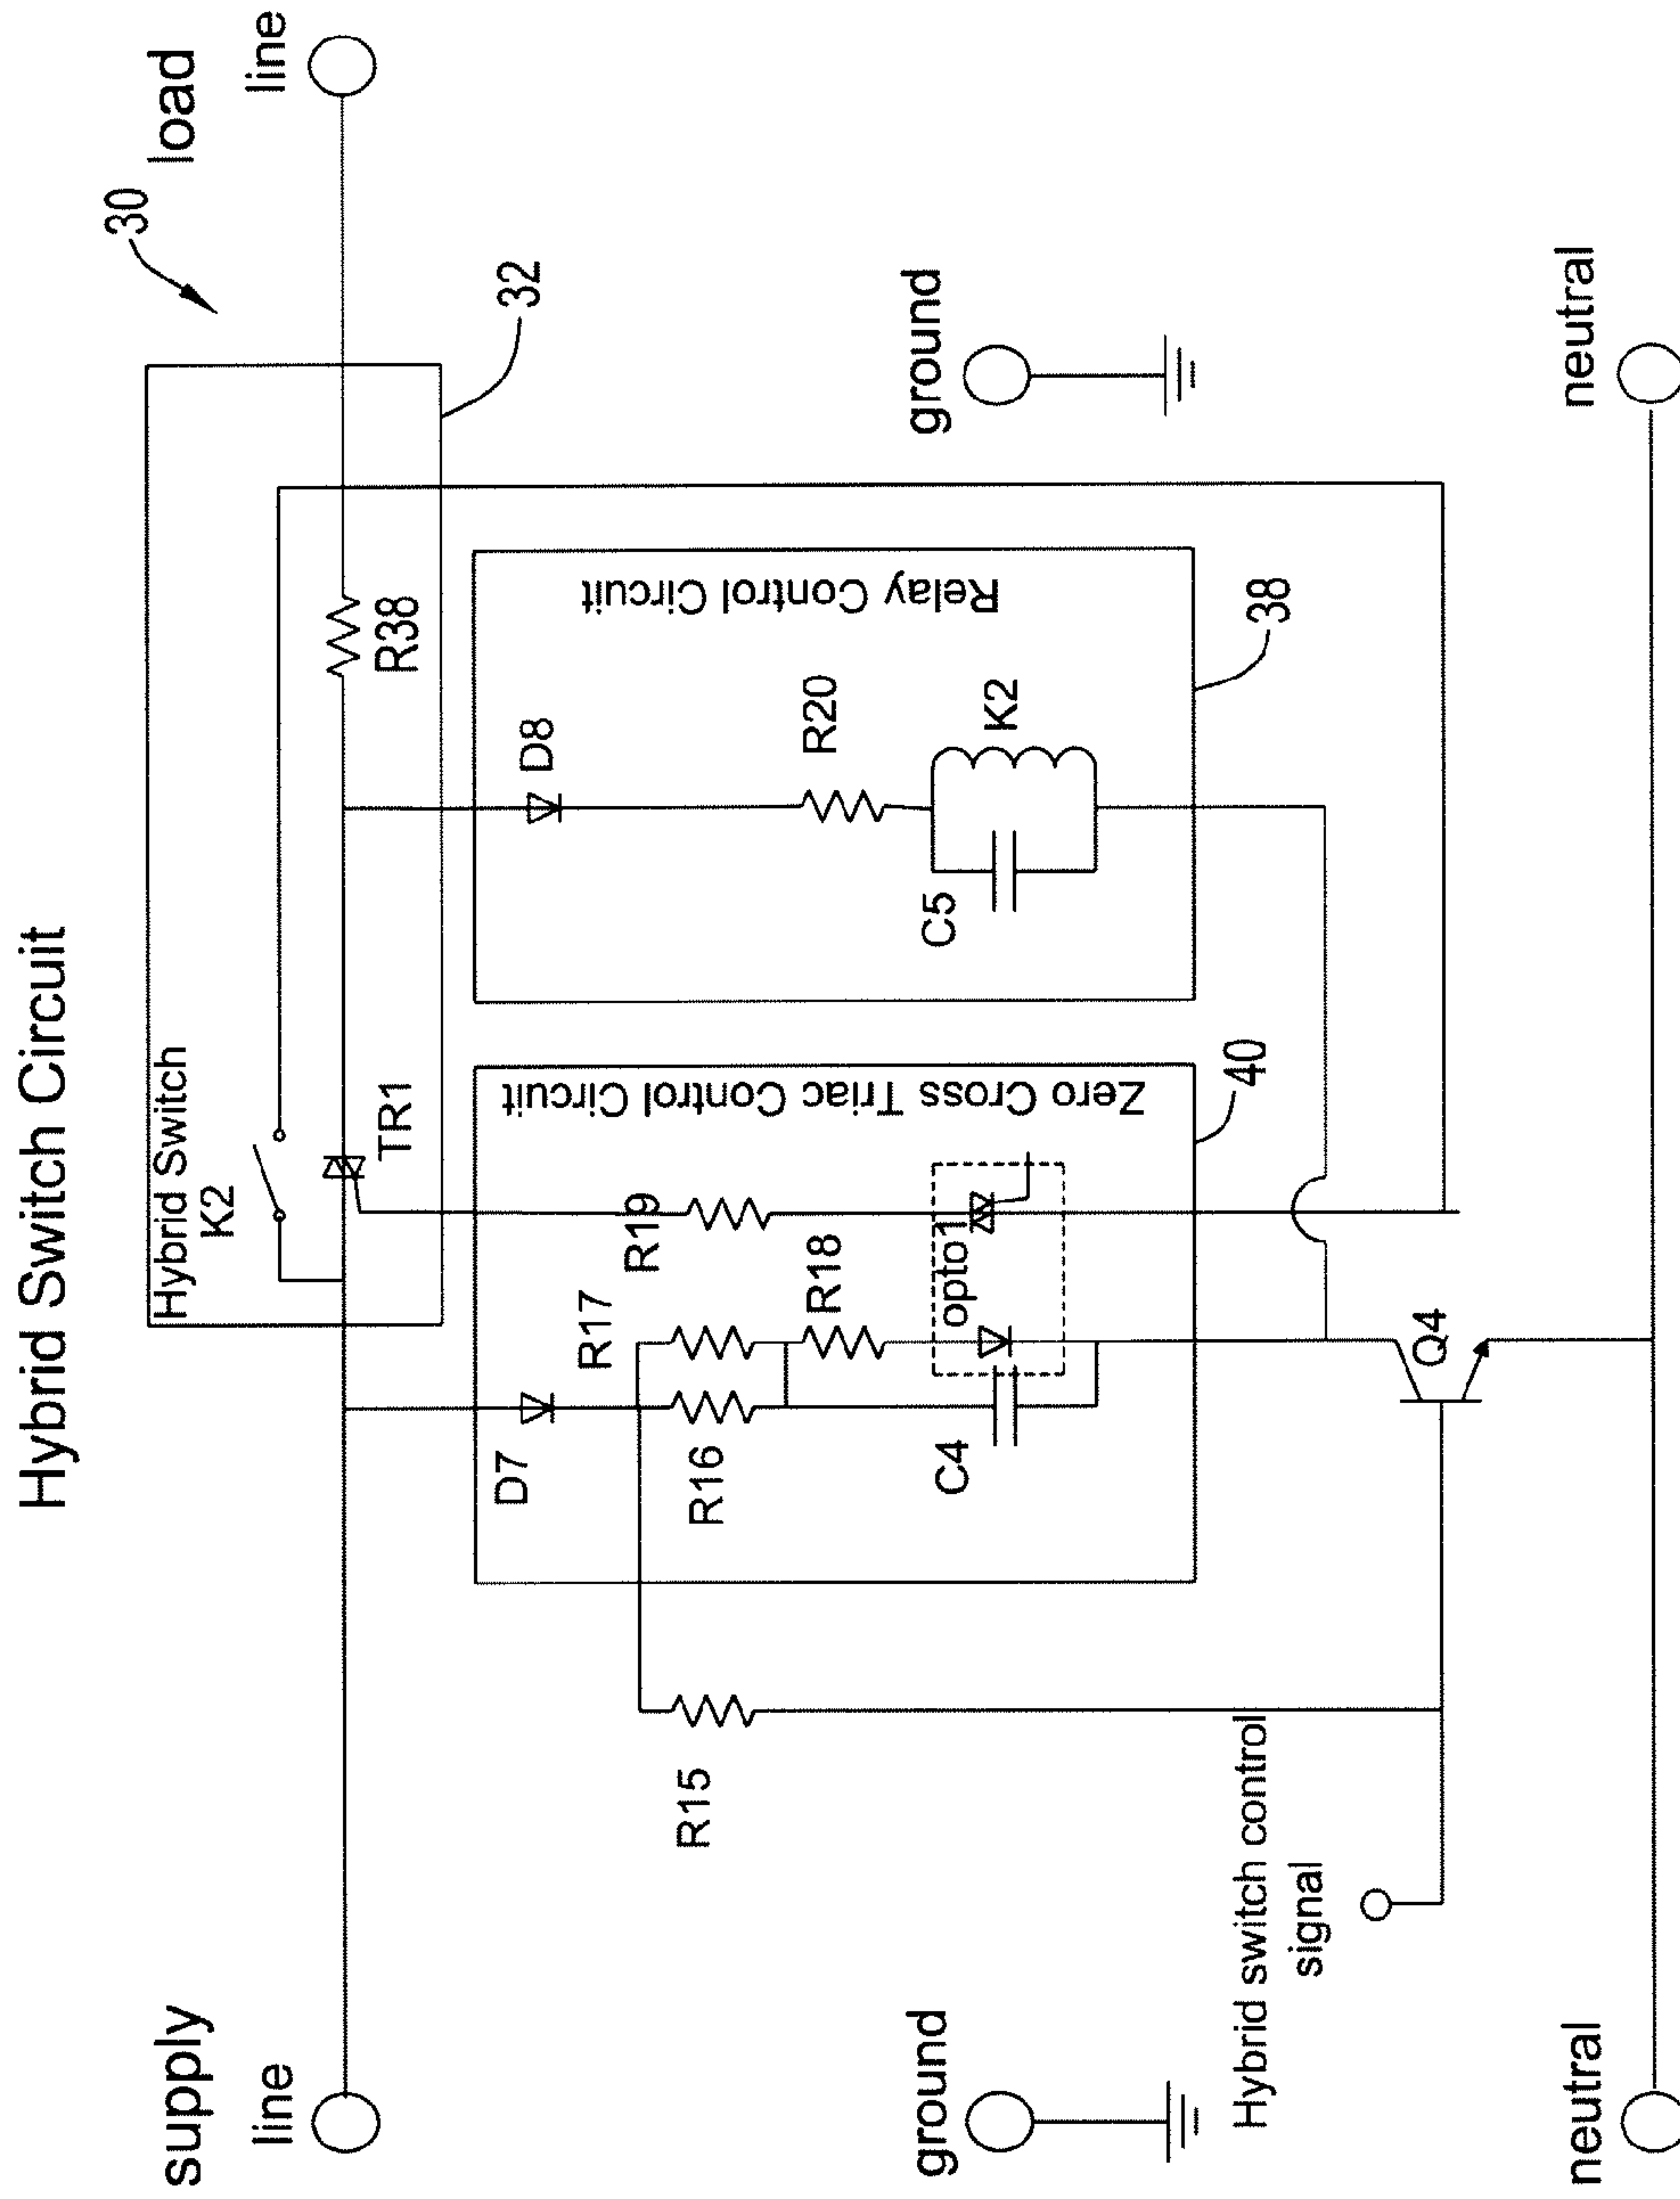 Hybrid Switch Circuit
supply
line
load
line
30
32
Hybrid Switch
K2
TR1
R38
D7
R17
R16
R19
R18
opto1
C4
Zero Cross Triac Control Circuit
40
D8
R20
C5
K2
Relay Control Circuit
38
R15
ground
ground
Hybrid switch control
signal
Q4
neutral
neutral